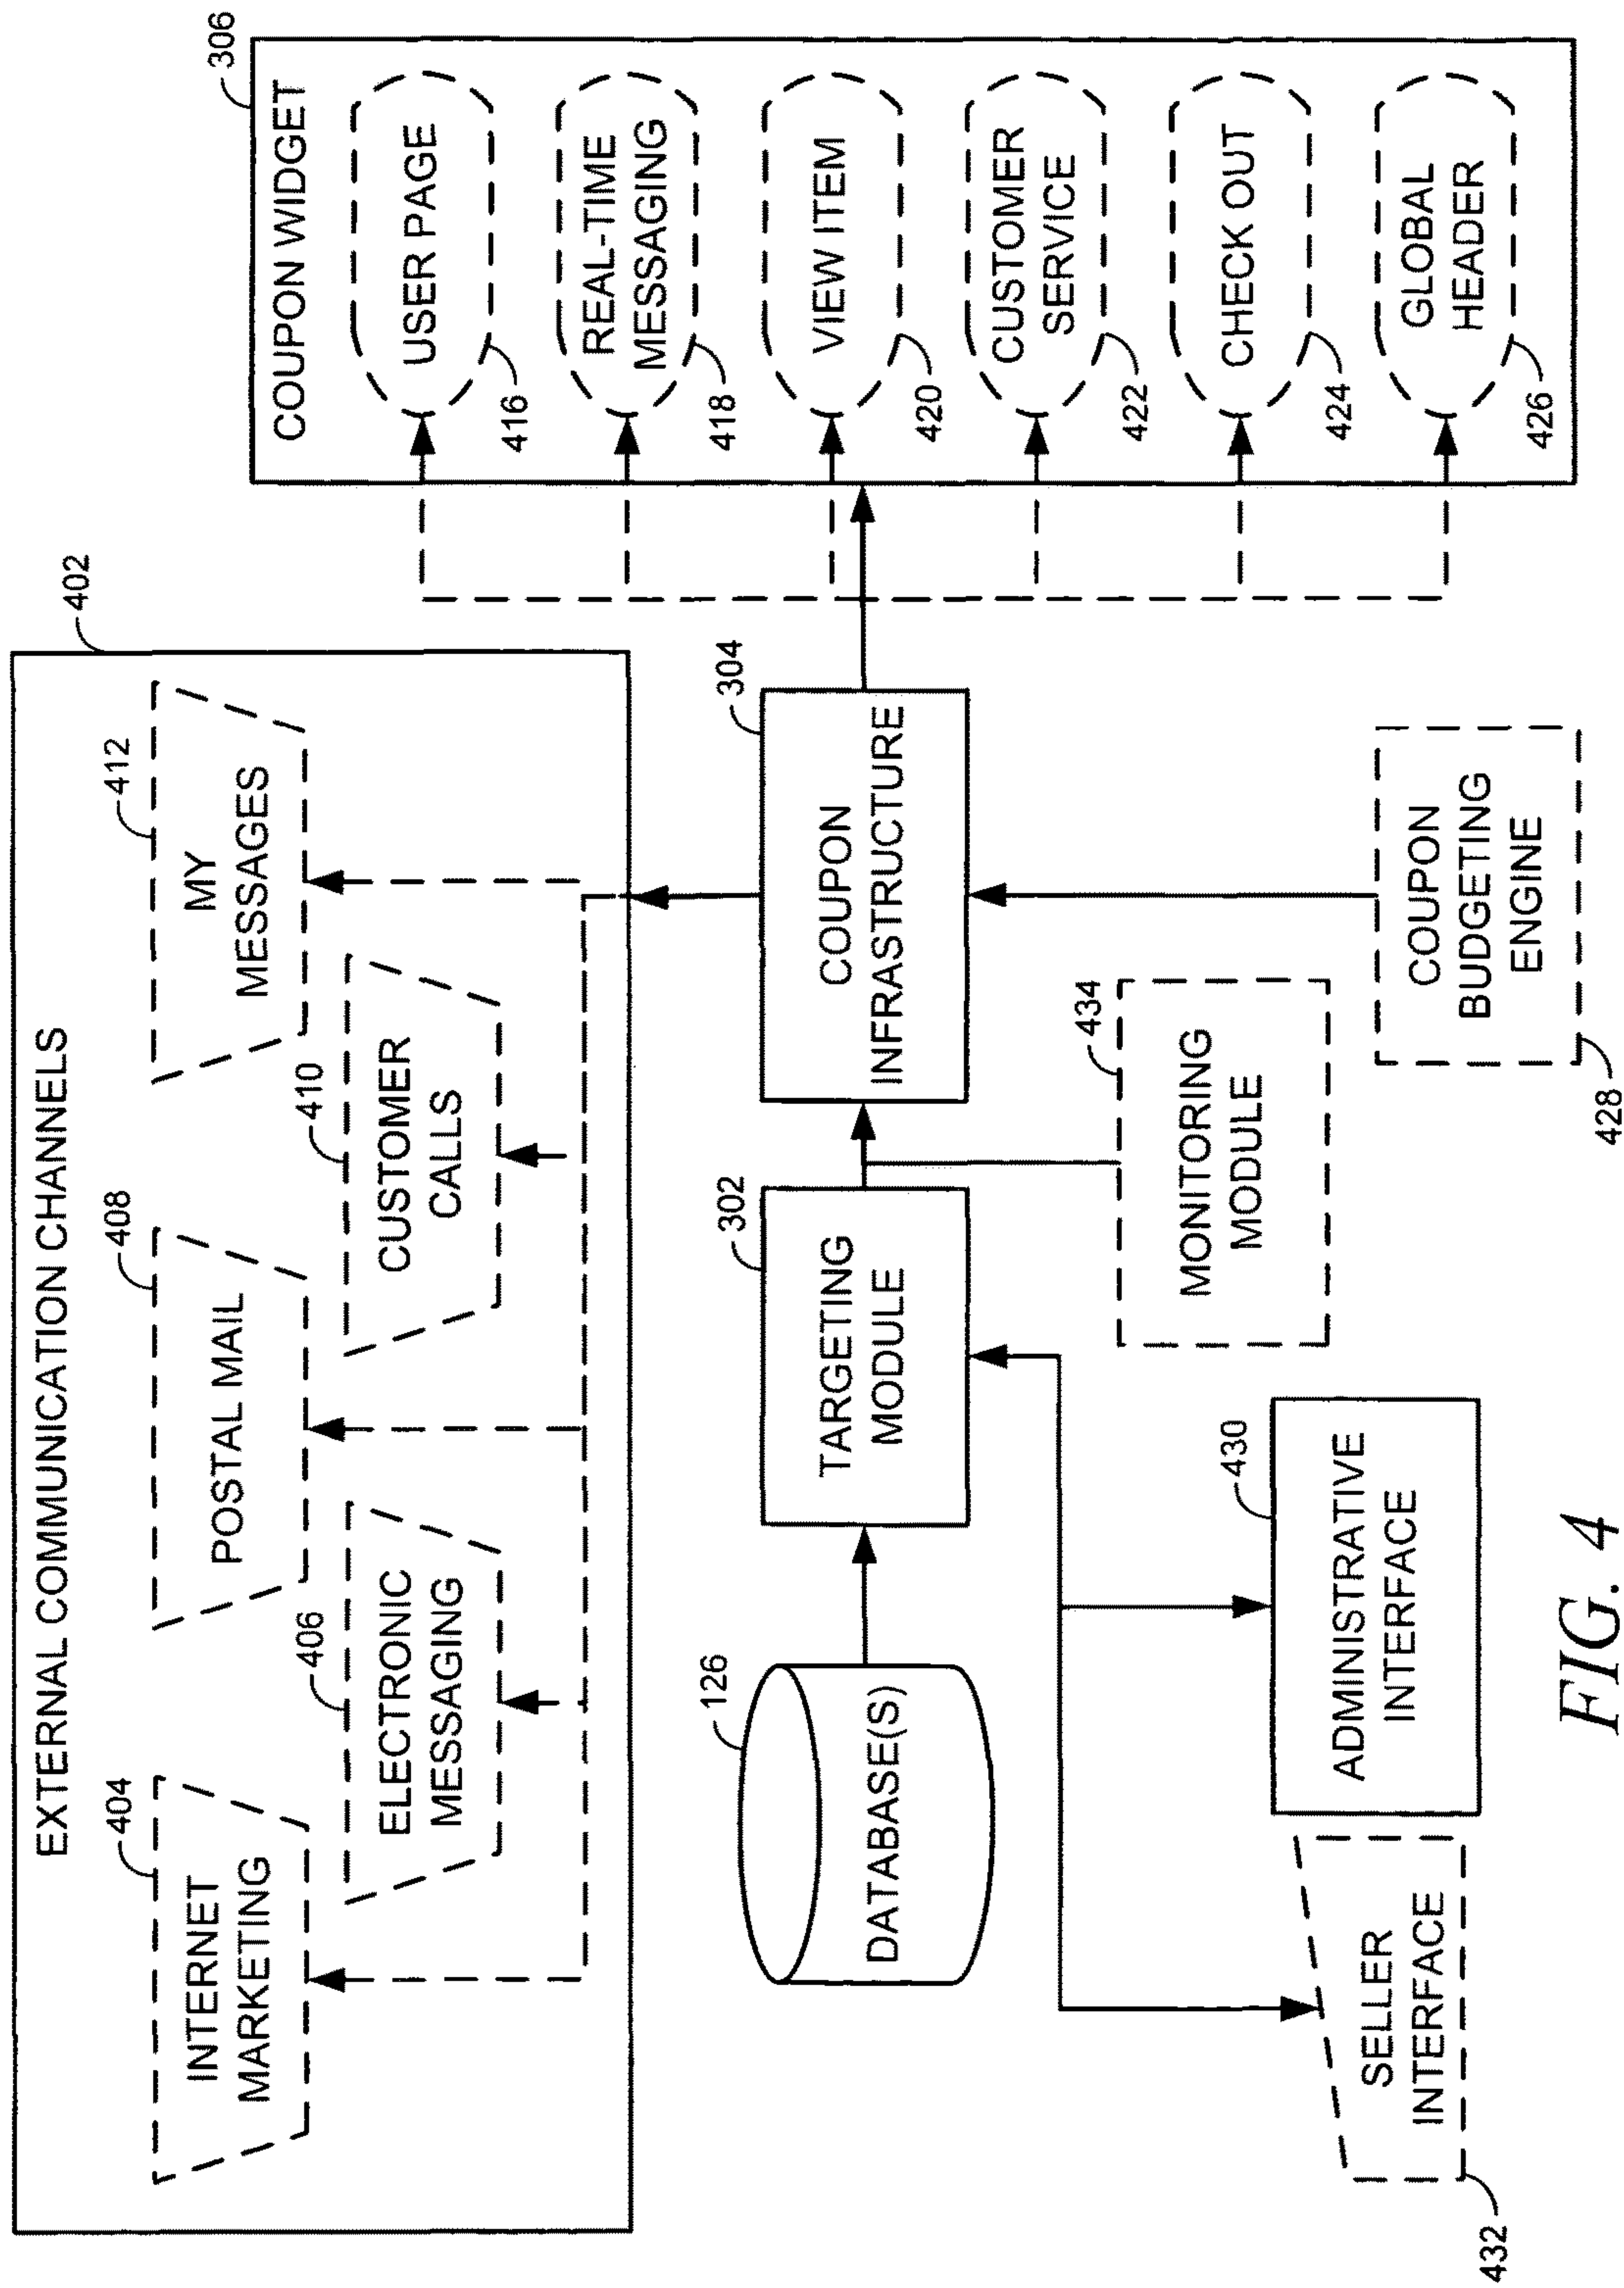 EXTERNAL COMMUNICATION CHANNELS
402
404
INTERNET
MARKETING
408
POSTAL MAIL
412
MY
MESSAGES
406
ELECTRONIC
MESSAGING
410
CUSTOMER
CALLS
126
DATABASE(S)
302
TARGETING
MODULE
304
COUPON
INFRASTRUCTURE
306
COUPON WIDGET
USER PAGE
416
REAL-TIME
MESSAGING
418
VIEW ITEM
420
CUSTOMER
SERVICE
422
CHECK OUT
424
GLOBAL
HEADER
426
434
MONITORING
MODULE
COUPON
BUDGETING
ENGINE
428
430
ADMINISTRATIVE
INTERFACE
SELLER
INTERFACE
432
FIG. 4